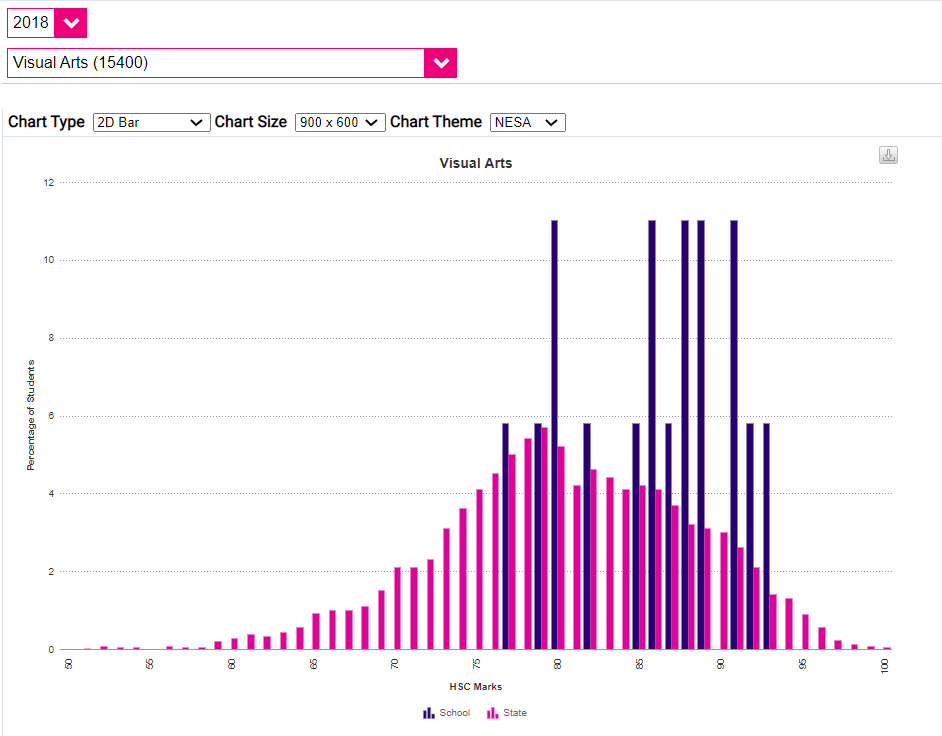 2018
Visual Arts (15400)
Chart Type 2D Bar Chart Size 900 x 600 Chart Theme NESA
Visual Arts
12
10
8
6
4
2
0
Percentage of Students
50 55 60 65 70 75 80 85 90 95 100
HSC Marks
School State